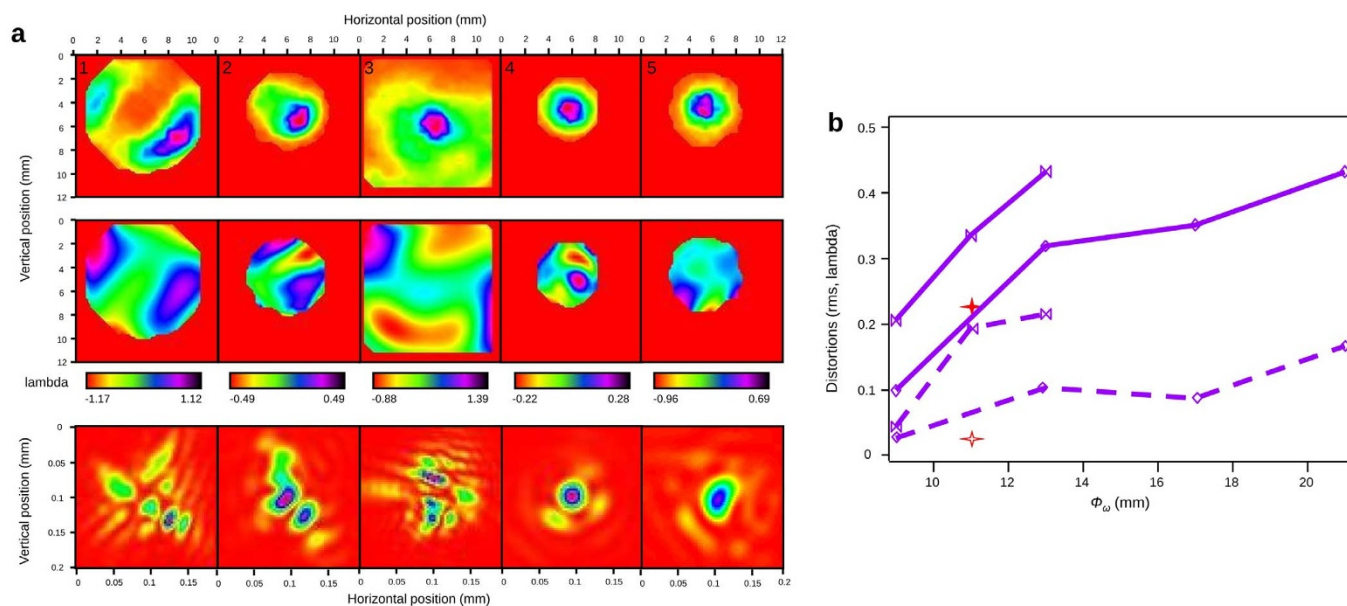 Horizontal position (mm)
a
0 2 4 6 8 10 0 2 4 6 8 10 0 2 4 6 8 10 0 2 4 6 8 10 0 2 4 6 8 10 12
1 2 3 4 5
0
2
4
6
8
10
12
Vertical position (mm)
0
2
4
6
8
10
12
lambda
-1.17 1.12 -0.49 0.49 -0.88 1.39 -0.22 0.28 -0.96 0.69
Vertical position (mm)
0
0.05
0.1
0.15
0.2
0 0.05 0.1 0.15 0 0.05 0.1 0.15 0 0.05 0.1 0.15 0 0.05 0.1 0.15 0 0.05 0.1 0.15 0.2
Horizontal position (mm)
b
Distortions (rms, lambda)
0.5
0.4
0.3
0.2
0.1
0
10 12 14 16 18 20
Φω (mm)